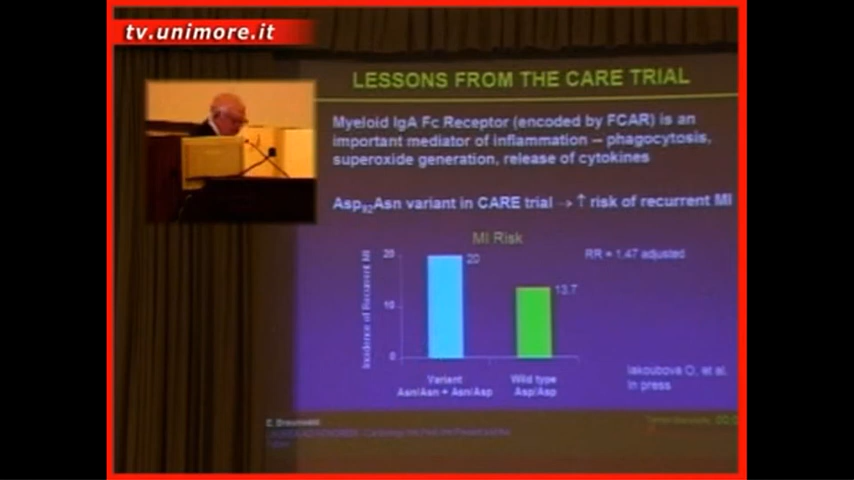 tv.unimore.it
LESSONS FROM THE CARE TRIAL
Myeloid IgA Fc Receptor (encoded by FCAR) is an
important mediator of inflammation – phagocytosis,
superoxide generation, release of cytokines
Asp92Asn variant in CARE trial → ↑ risk of recurrent MI
MI Risk
RR = 1.47 adjusted
Incidence of Recurrent MI
20
10
0
20
13.7
Variant
Asn/Asn + Asn/Asp
Wild type
Asp/Asp
Iakoubova O, et al.
In press
E. Braunwald